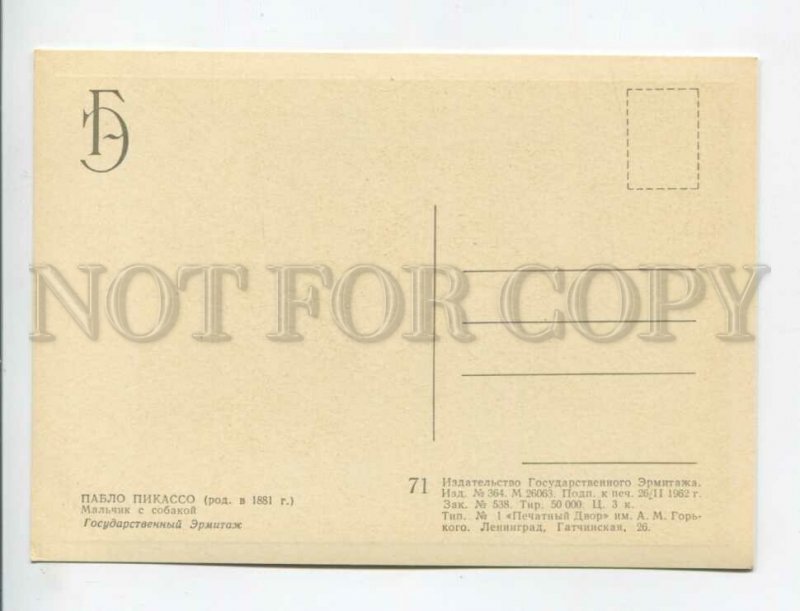 ГЭ
NOT FOR COPY
ПАБЛО ПИКАССО (род. в 1881 г.)
Мальчик с собакой
Государственный Эрмитаж
71
Издательство Государственного Эрмитажа.
Изд. № 364. М 26063. Подп. к печ. 26/II 1962 г.
Зак. № 538. Тир. 50 000. Ц. 3 к.
Тип. № 1 «Печатный Двор» им. А. М. Горь-
кого. Ленинград, Гатчинская, 26.